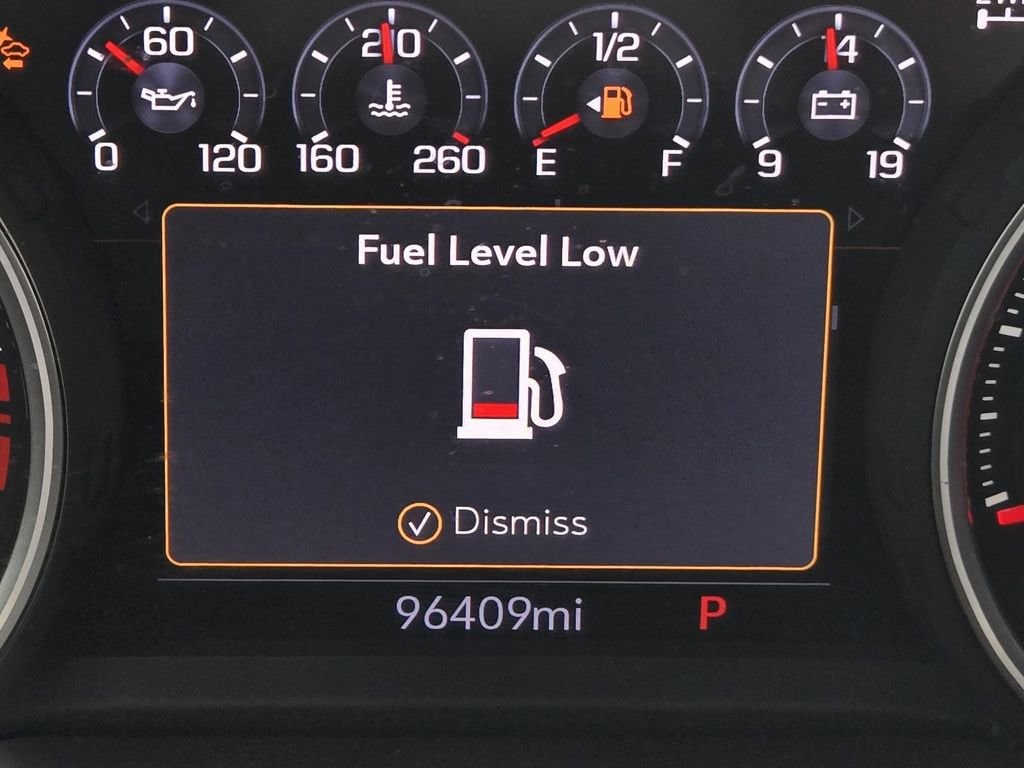 60 210 1/2 14
0 120 160 260 E F 9 19
Fuel Level Low
Dismiss
96409mi P